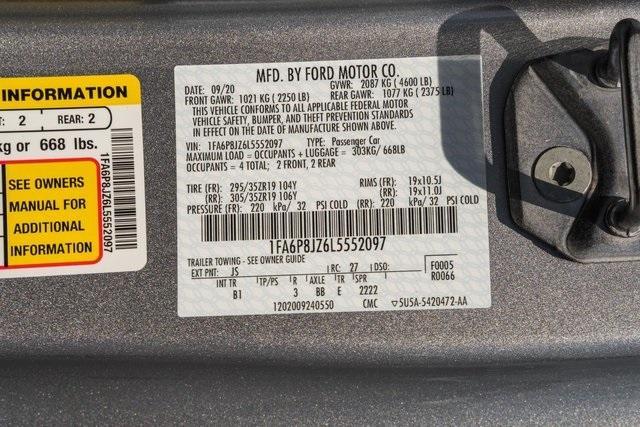 INFORMATION
2 REAR: 2
kg or 668 lbs.
SEE OWNERS
MANUAL FOR
ADDITIONAL
INFORMATION
1FA6P8JZ6L5552097
MFD. BY FORD MOTOR CO.
DATE: 09/20 GVWR: 2087 KG (4600 LB)
FRONT GAWR: 1021 KG (2250 LB) REAR GAWR: 1077 KG (2375 LB)
THIS VEHICLE CONFORMS TO ALL APPLICABLE FEDERAL MOTOR
VEHICLE SAFETY, BUMPER, AND THEFT PREVENTION STANDARDS
IN EFFECT ON THE DATE OF MANUFACTURE SHOWN ABOVE.
VIN: 1FA6P8JZ6L5552097 TYPE: Passenger Car
MAXIMUM LOAD = OCCUPANTS + LUGGAGE = 303KG/ 668LB
OCCUPANTS = 4 TOTAL: 2 FRONT, 2 REAR
TIRE (FR): 295/35ZR19 104Y RIMS (FR): 19x10.5J
TIRE (RR): 305/35ZR19 106Y RIMS (RR): 19x11.0J
PRESSURE (FR): 220 kPa/ 32 PSI COLD (RR): 220 kPa/ 32 PSI COLD
1FA6P8JZ6L5552097
TRAILER TOWING - SEE OWNER GUIDE
EXT PNT: JS RC: 27 DSO: F0005
R0066
INT TR TP/PS R AXLE TR SPR
B1 3 BB E 2222
1202009240550 CMC 5U5A-5420472-AA